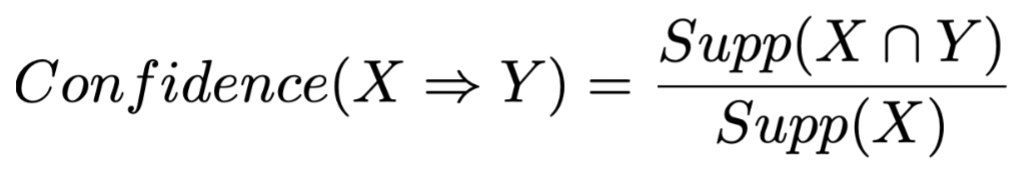 Confidence(X ⇒ Y) = Supp(X ∩ Y) / Supp(X)